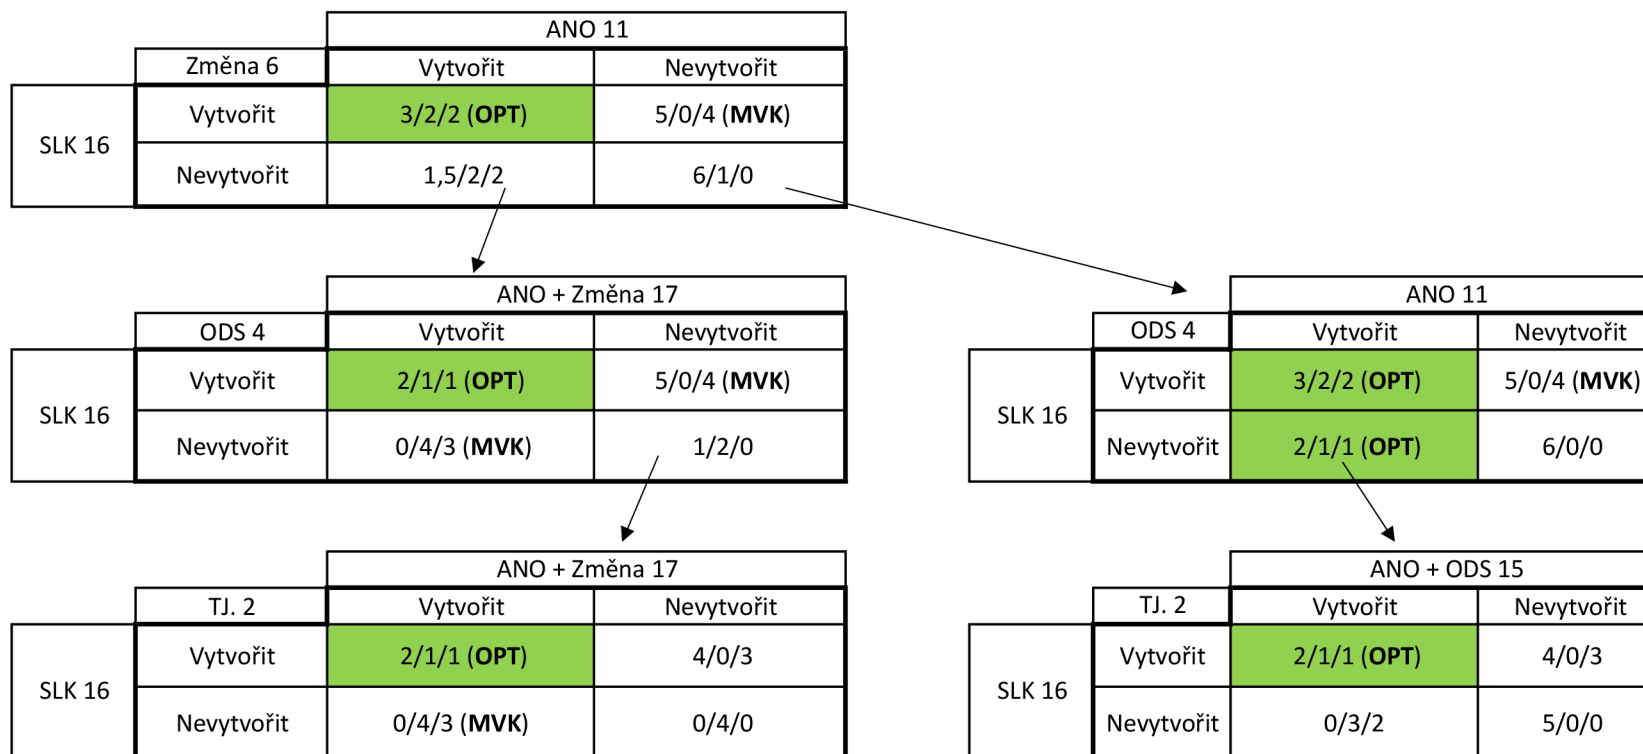 ANO 11
Změna 6 Vytvořit Nevytvořit
SLK 16 Vytvořit 3/2/2 (OPT) 5/0/4 (MVK)
Nevytvořit 1,5/2/2 6/1/0
ANO + Změna 17
ODS 4 Vytvořit Nevytvořit
SLK 16 Vytvořit 2/1/1 (OPT) 5/0/4 (MVK)
Nevytvořit 0/4/3 (MVK) 1/2/0
ANO 11
ODS 4 Vytvořit Nevytvořit
SLK 16 Vytvořit 3/2/2 (OPT) 5/0/4 (MVK)
Nevytvořit 2/1/1 (OPT) 6/0/0
ANO + Změna 17
TJ. 2 Vytvořit Nevytvořit
SLK 16 Vytvořit 2/1/1 (OPT) 4/0/3
Nevytvořit 0/4/3 (MVK) 0/4/0
ANO + ODS 15
TJ. 2 Vytvořit Nevytvořit
SLK 16 Vytvořit 2/1/1 (OPT) 4/0/3
Nevytvořit 0/3/2 5/0/0